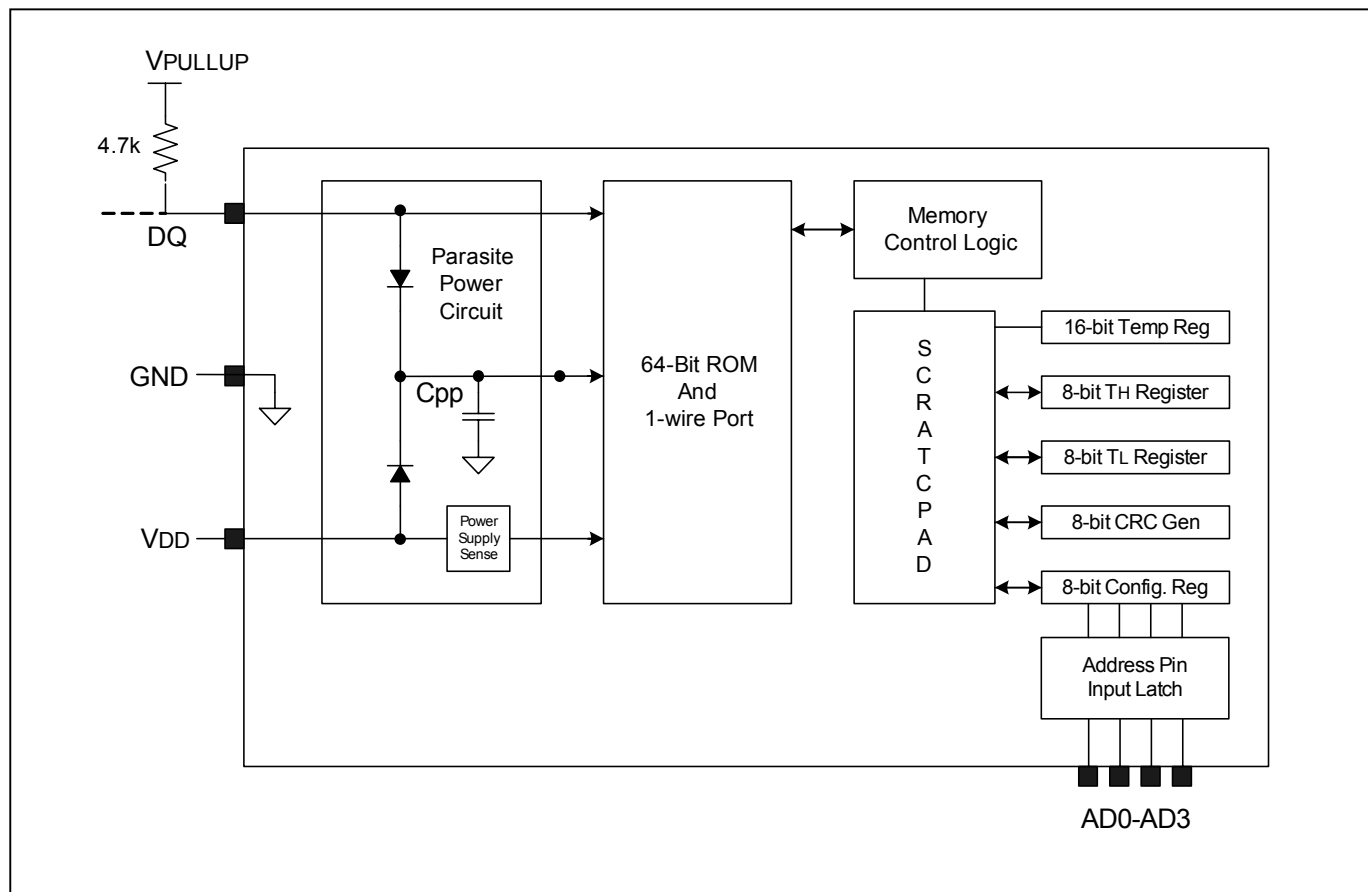 VPULLUP
4.7k
DQ
GND
VDD
Parasite
Power
Circuit
Cpp
Power
Supply
Sense
64-Bit ROM
And
1-wire Port
Memory
Control Logic
S
C
R
A
T
C
P
A
D
16-bit Temp Reg
8-bit TH Register
8-bit TL Register
8-bit CRC Gen
8-bit Config. Reg
Address Pin
Input Latch
AD0-AD3